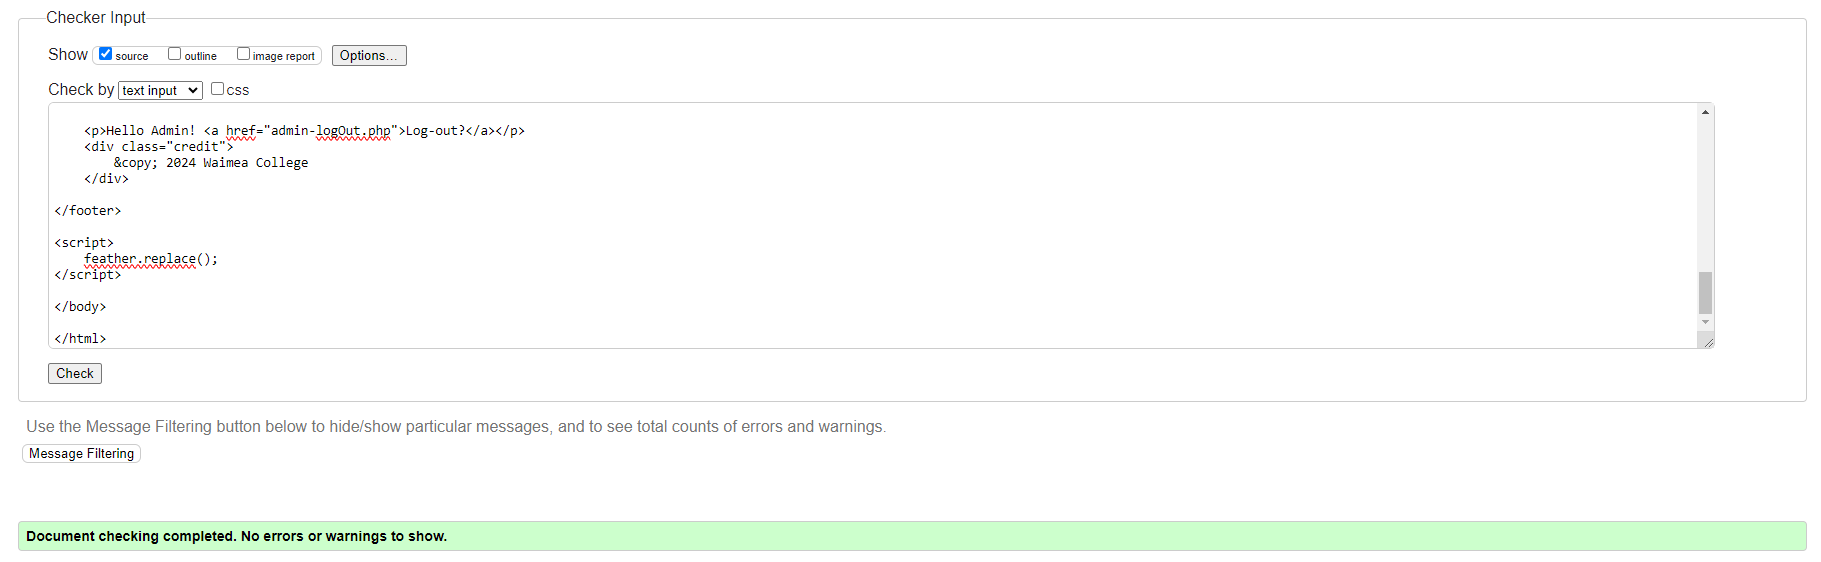 Checker Input
Show source outline image report Options...
Check by text input css
<p>Hello Admin! <a href="admin-logOut.php">Log-out?</a></p>
<div class="credit">
&copy; 2024 Waimea College
</div>
</footer>
<script>
feather.replace();
</script>
</body>
</html>
Check
Use the Message Filtering button below to hide/show particular messages, and to see total counts of errors and warnings.
Message Filtering
Document checking completed. No errors or warnings to show.